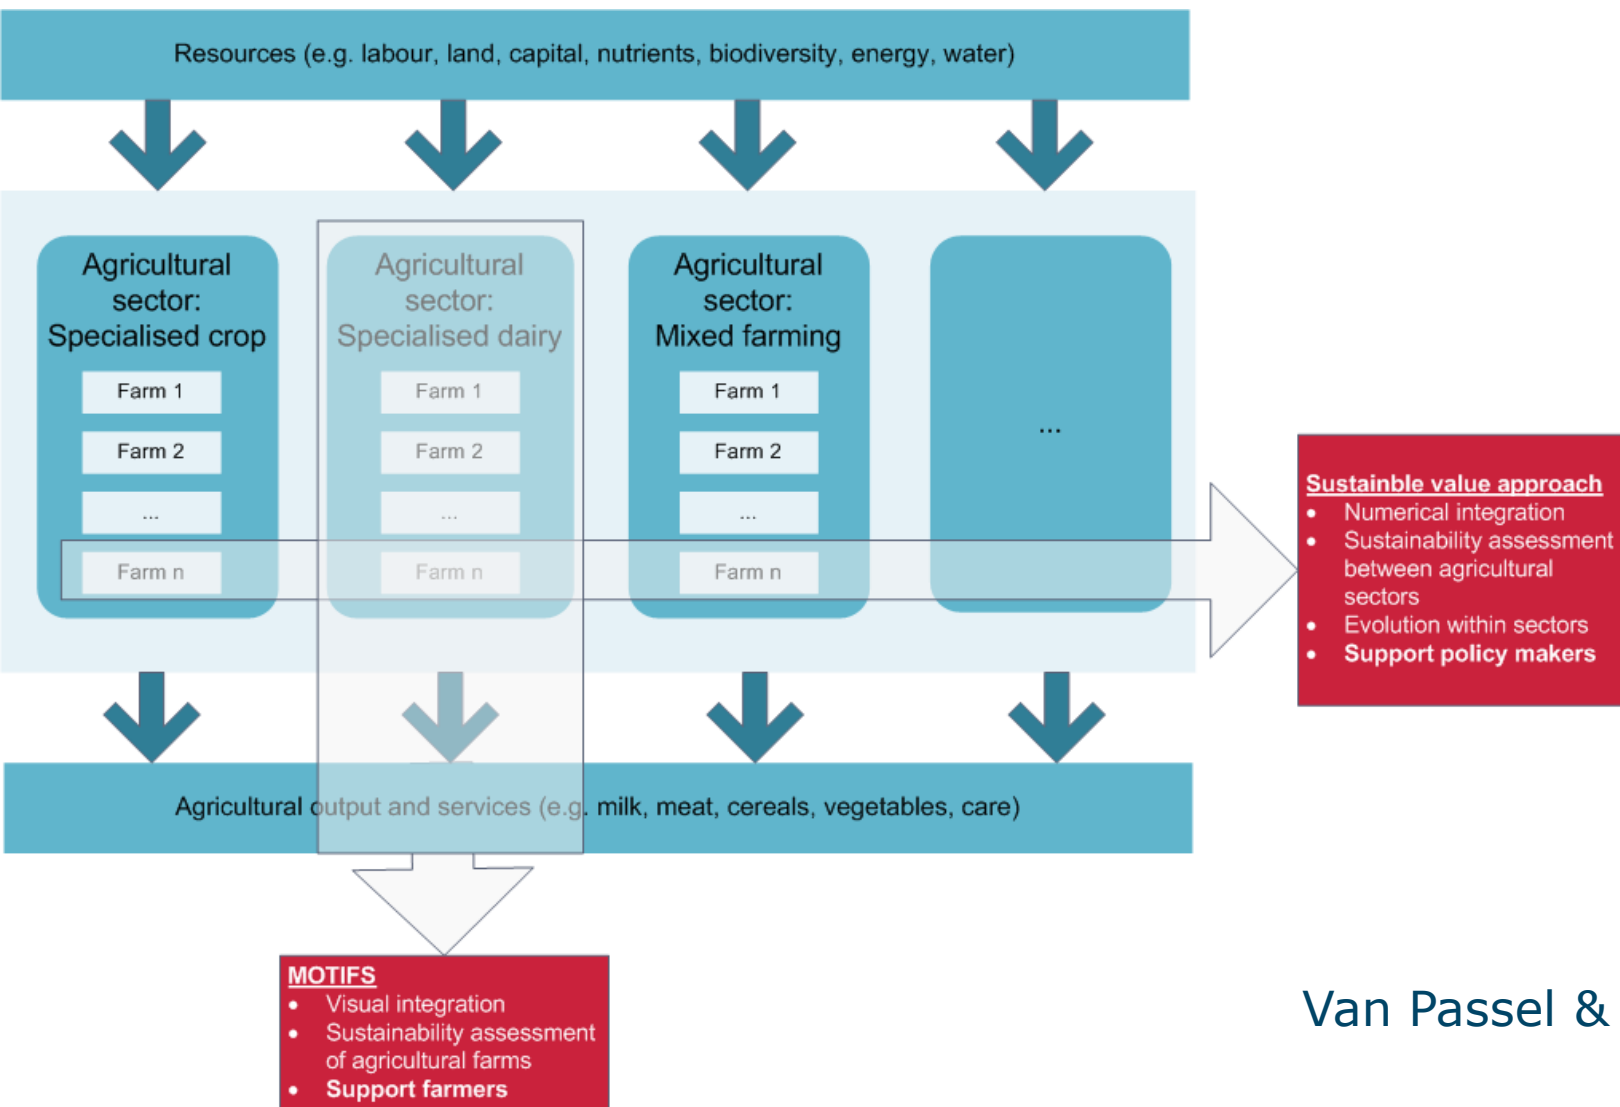 Resources (e.g. labour, land, capital, nutrients, biodiversity, energy, water)
Agricultural
sector:
Specialised crop
Farm 1
Farm 2
...
Farm n
Agricultural
sector:
Specialised dairy
Farm 1
Farm 2
...
Farm n
Agricultural
sector:
Mixed farming
Farm 1
Farm 2
...
Farm n
...
Sustainble value approach
• Numerical integration
• Sustainability assessment
between agricultural
sectors
• Evolution within sectors
• Support policy makers
Agricultural output and services (e.g. milk, meat, cereals, vegetables, care)
MOTIFS
• Visual integration
• Sustainability assessment
of agricultural farms
• Support farmers
Van Passel &